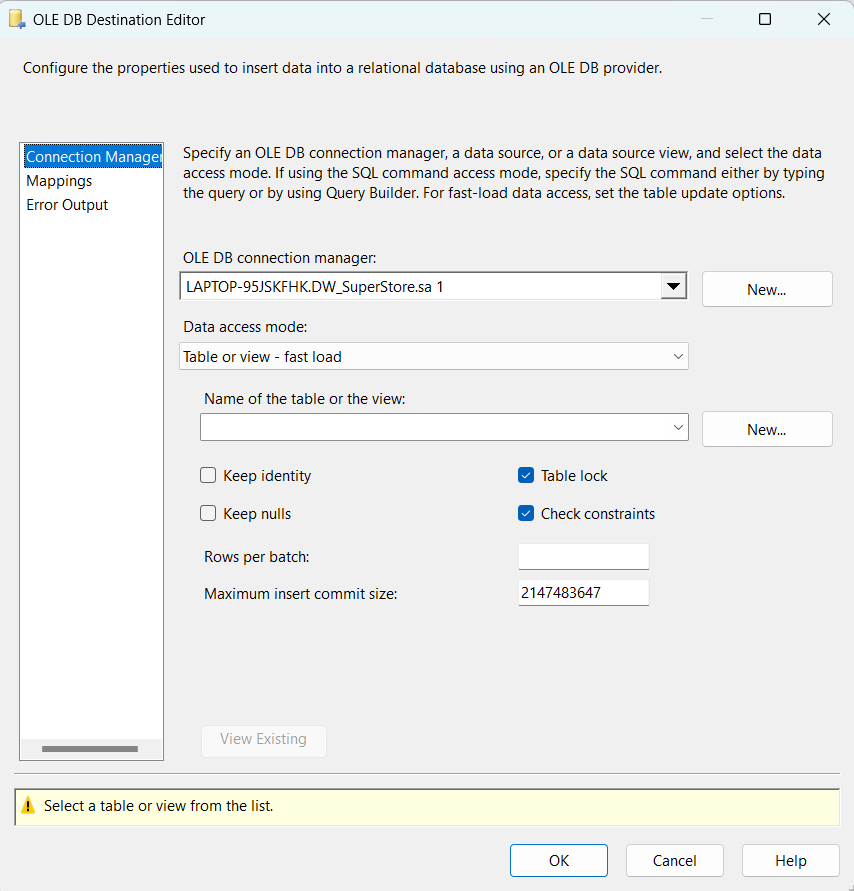 OLE DB Destination Editor
Configure the properties used to insert data into a relational database using an OLE DB provider.
Connection Manager
Mappings
Error Output
Specify an OLE DB connection manager, a data source, or a data source view, and select the data
access mode. If using the SQL command access mode, specify the SQL command either by typing
the query or by using Query Builder. For fast-load data access, set the table update options.
OLE DB connection manager:
LAPTOP-95JSKFHK.DW_SuperStore.sa 1
New...
Data access mode:
Table or view - fast load
Name of the table or the view:
New...
Keep identity
Table lock
Keep nulls
Check constraints
Rows per batch:
Maximum insert commit size:
2147483647
View Existing
Select a table or view from the list.
OK
Cancel
Help